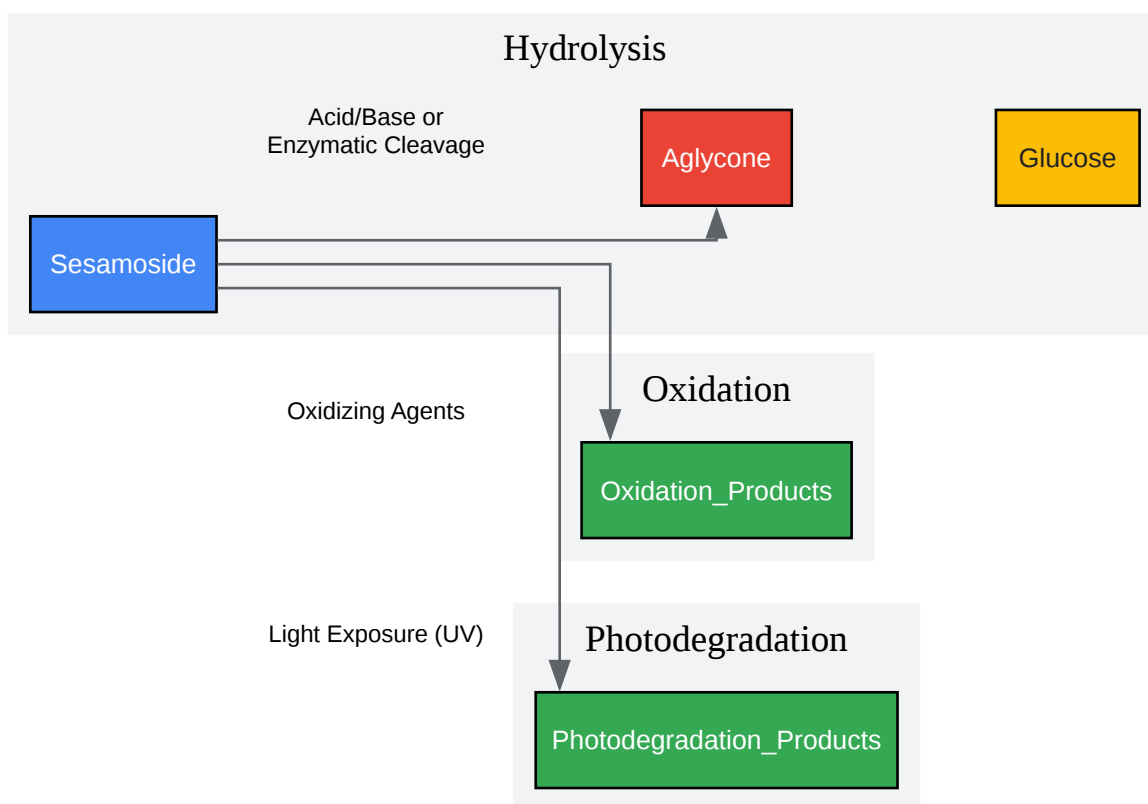 Hydrolysis
Acid/Base or
Enzymatic Cleavage
Aglycone
Glucose
Sesamoside
Oxidation
Oxidizing Agents
Oxidation_Products
Light Exposure (UV)
Photodegradation
Photodegradation_Products